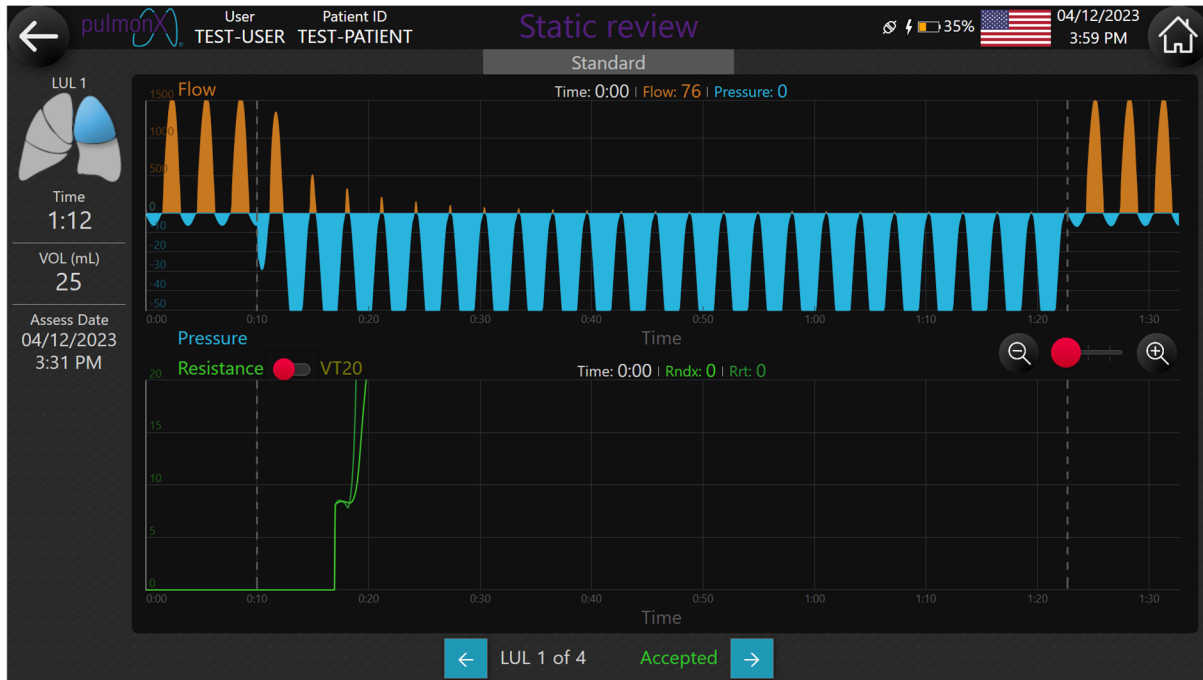 pulmonX
User
TEST-USER
Patient ID
TEST-PATIENT
Static review
35%
04/12/2023
3:59 PM
Standard
LUL 1
Time
1:12
VOL (mL)
25
Assess Date
04/12/2023
3:31 PM
Flow
Time: 0:00 | Flow: 76 | Pressure: 0
1500
1000
500
0
-10
-20
-30
-40
-50
0:00 0:10 0:20 0:30 0:40 0:50 1:00 1:10 1:20 1:30
Pressure
Time
Resistance VT20
Time: 0:00 | Rndx: 0 | Rrt: 0
20
15
10
5
0
0:00 0:10 0:20 0:30 0:40 0:50 1:00 1:10 1:20 1:30
Time
← LUL 1 of 4 Accepted →